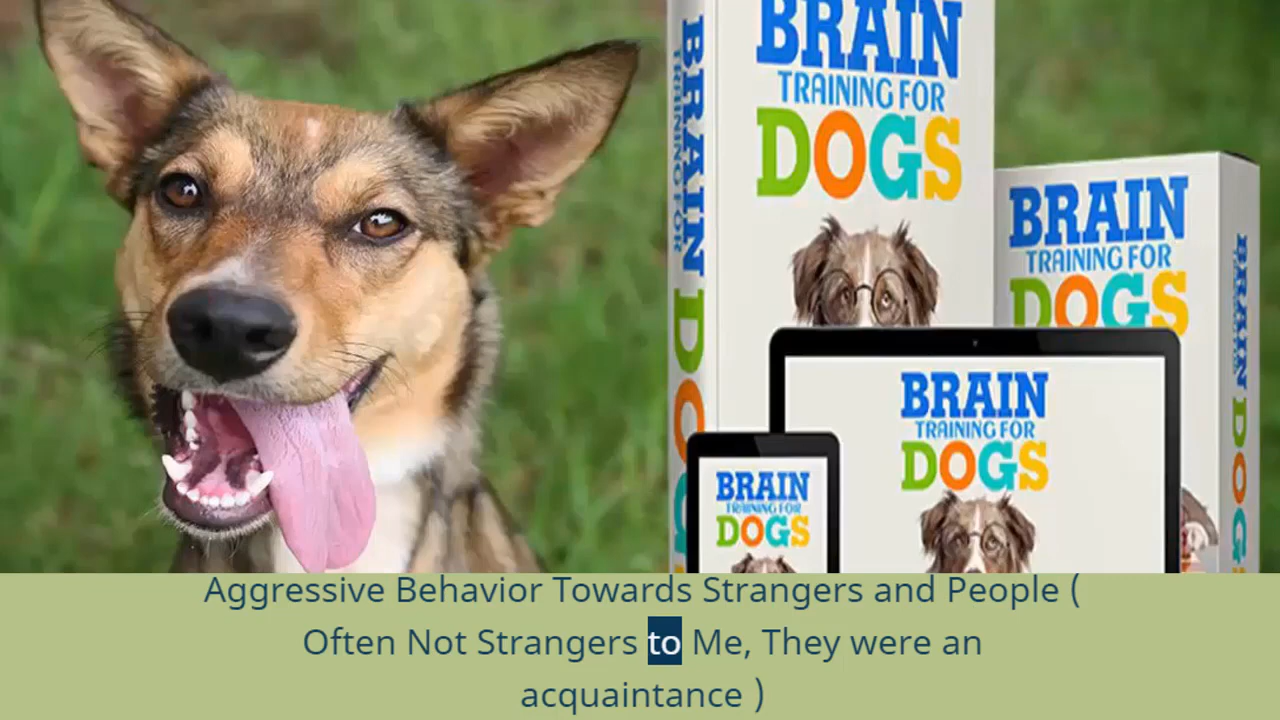 BRAIN
TRAINING FOR
DOGS
BRAIN TRAINING FOR DOGS
BRAIN
TRAINING FOR
DOGS
BRAIN
DOGS
BRAIN
TRAINING FOR
DOGS
BRAIN
TRAINING FOR
DOGS
Aggressive Behavior Towards Strangers and People (
Often Not Strangers to Me, They were an
acquaintance )